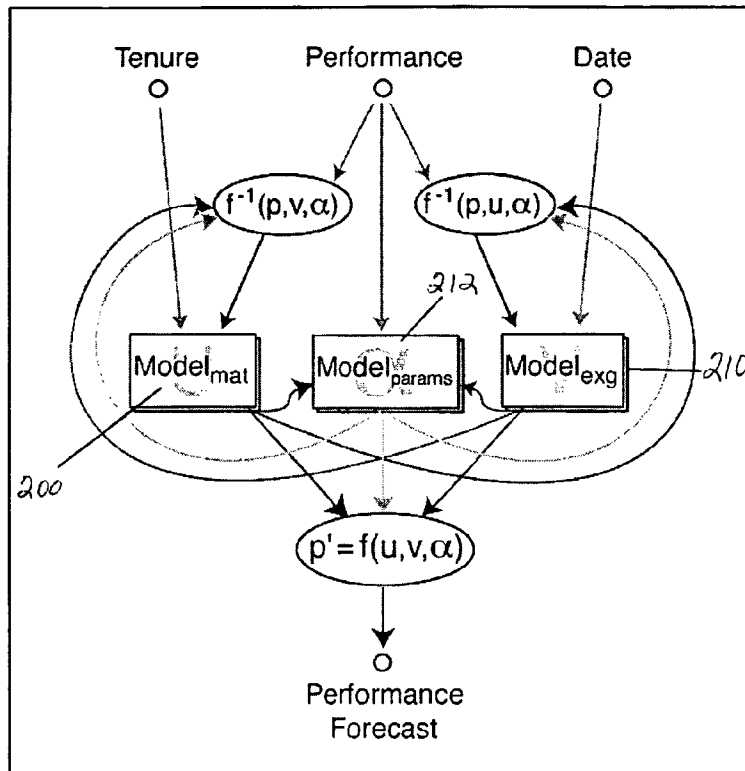 Tenure
Performance
Date
f⁻¹(p,v,α)
f⁻¹(p,u,α)
212
U
Model_mat
α
Model_params
V
Model_exg
210
200
p' = f(u,v,α)
Performance
Forecast